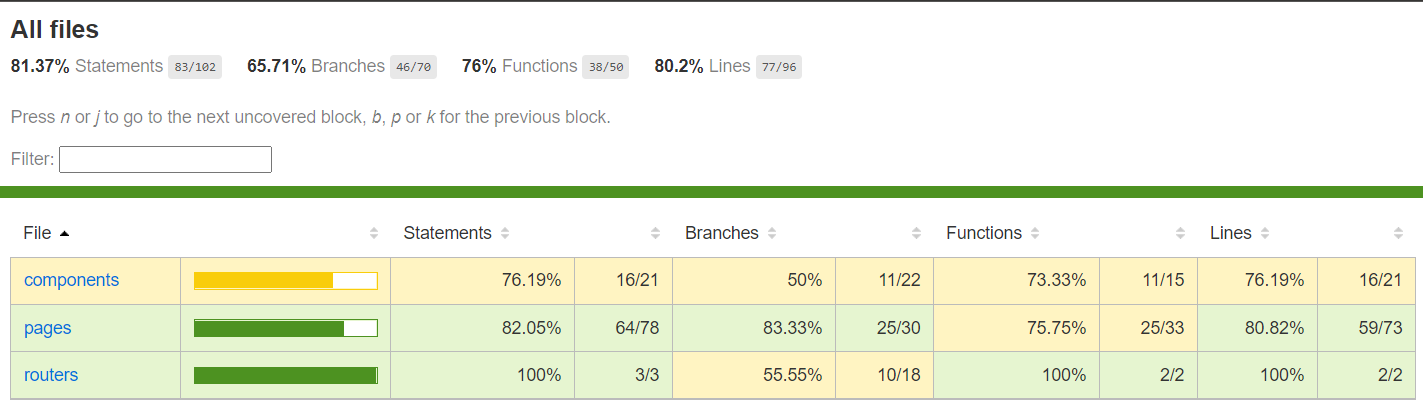 All files
81.37% Statements 83/102 65.71% Branches 46/70 76% Functions 38/50 80.2% Lines 77/96
Press n or j to go to the next uncovered block, b, p or k for the previous block.
Filter:
File Statements Branches Functions Lines
components 76.19% 16/21 50% 11/22 73.33% 11/15 76.19% 16/21
pages 82.05% 64/78 83.33% 25/30 75.75% 25/33 80.82% 59/73
routers 100% 3/3 55.55% 10/18 100% 2/2 100% 2/2